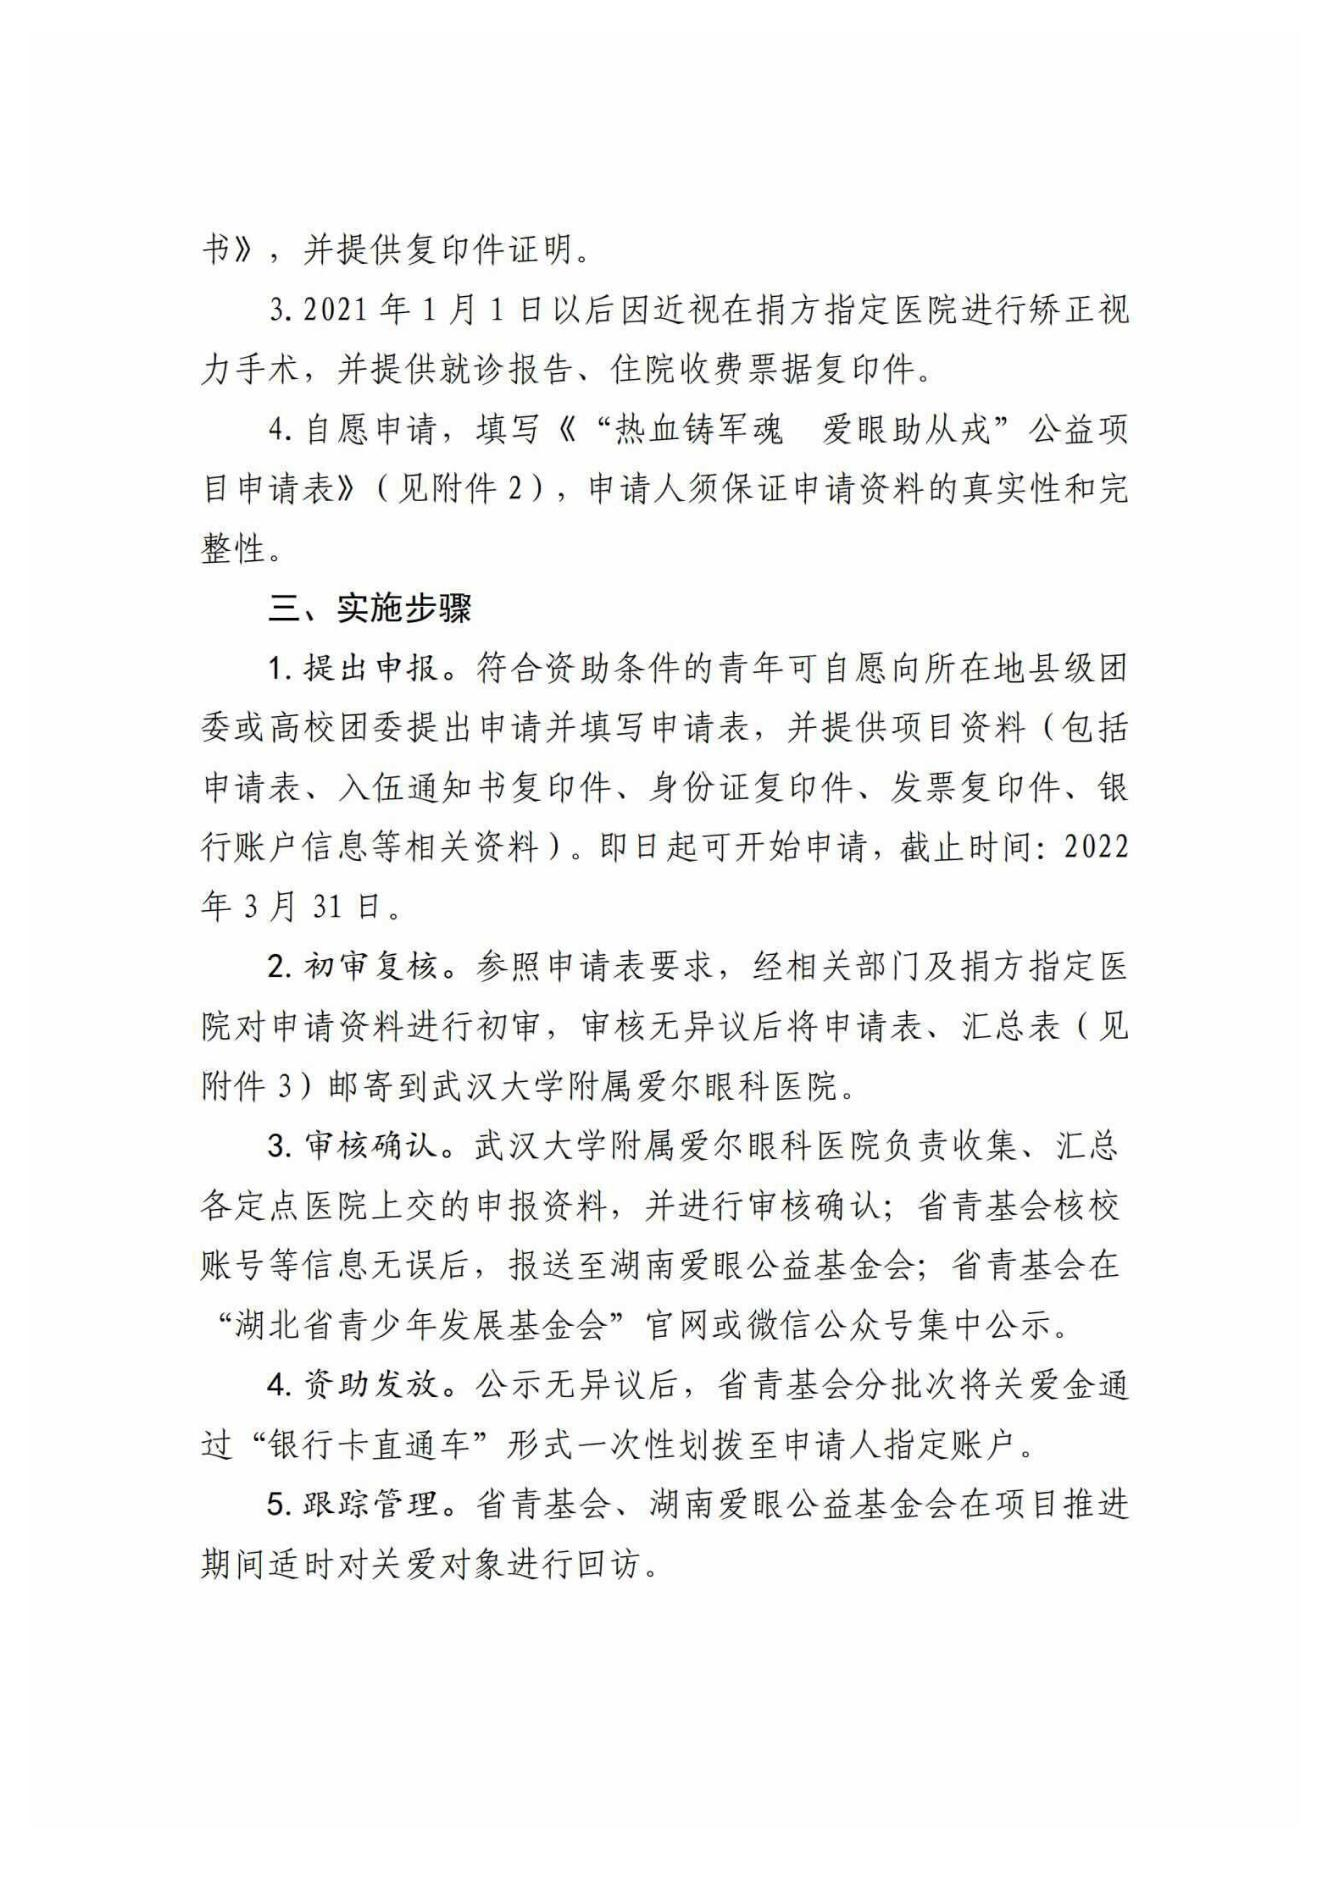 书》，并提供复印件证明。
3.2021 年 1 月 1 日以后因近视在捐方指定医院进行矫正视
力手术，并提供就诊报告、住院收费票据复印件。
4.自愿申请，填写《“热血铸军魂　爱眼助从戎”公益项
目申请表》（见附件 2），申请人须保证申请资料的真实性和完
整性。
三、实施步骤
1.提出申报。符合资助条件的青年可自愿向所在地县级团
委或高校团委提出申请并填写申请表，并提供项目资料（包括
申请表、入伍通知书复印件、身份证复印件、发票复印件、银
行账户信息等相关资料）。即日起可开始申请，截止时间：2022
年 3 月 31 日。
2.初审复核。参照申请表要求，经相关部门及捐方指定医
院对申请资料进行初审，审核无异议后将申请表、汇总表（见
附件 3）邮寄到武汉大学附属爱尔眼科医院。
3.审核确认。武汉大学附属爱尔眼科医院负责收集、汇总
各定点医院上交的申报资料，并进行审核确认；省青基会核校
账号等信息无误后，报送至湖南爱眼公益基金会；省青基会在
“湖北省青少年发展基金会”官网或微信公众号集中公示。
4.资助发放。公示无异议后，省青基会分批次将关爱金通
过“银行卡直通车”形式一次性划拨至申请人指定账户。
5.跟踪管理。省青基会、湖南爱眼公益基金会在项目推进
期间适时对关爱对象进行回访。